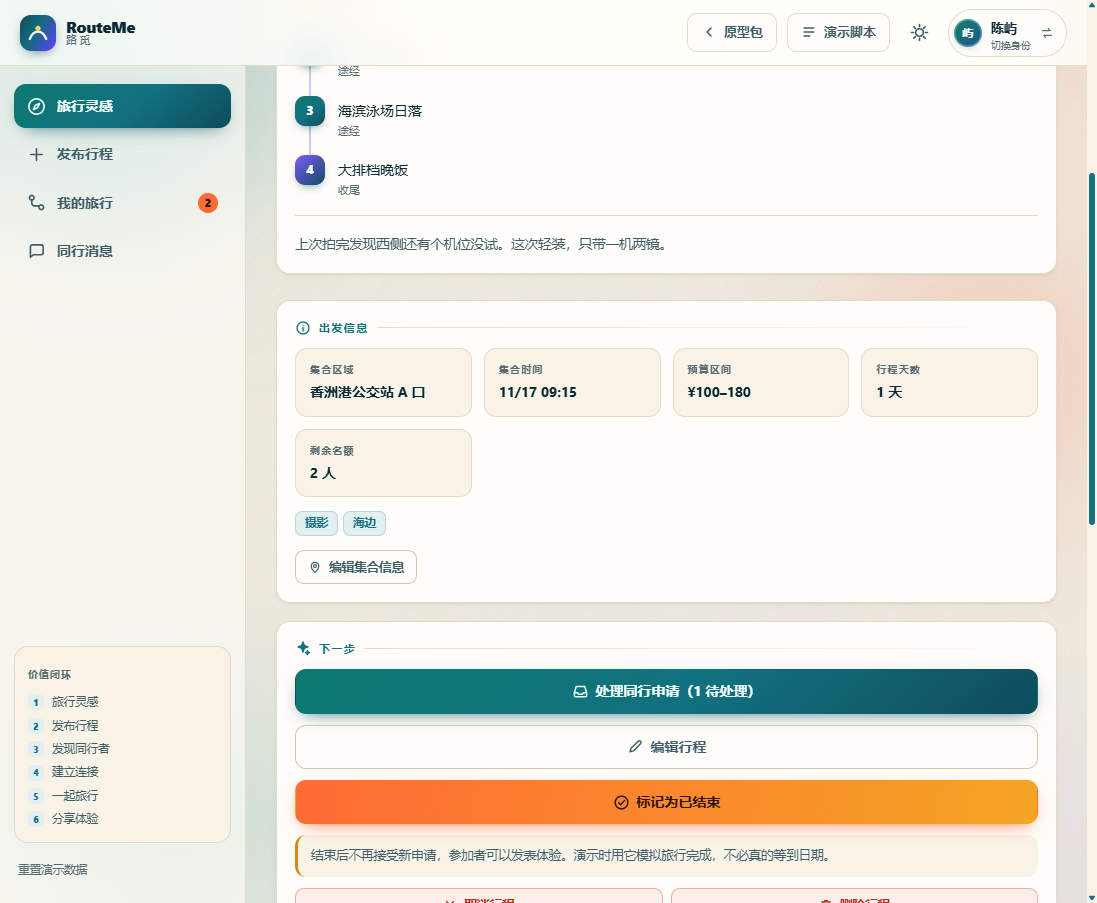 RouteMe
路觅
原型包
演示脚本
屿
陈屿
切换身份
旅行灵感
发布行程
我的旅行
2
同行消息
途经
3
海滨泳场日落
途经
4
大排档晚饭
收尾
上次拍完发现西侧还有个机位没试。这次轻装，只带一机两镜。
出发信息
集合区域
香洲港公交站 A 口
集合时间
11/17 09:15
预算区间
¥100–180
行程天数
1 天
剩余名额
2 人
摄影
海边
编辑集合信息
下一步
处理同行申请（1 待处理）
编辑行程
标记为已结束
结束后不再接受新申请，参加者可以发表体验。演示时用它模拟旅行完成，不必真的等到日期。
取消行程
删除行程
价值闭环
1 旅行灵感
2 发布行程
3 发现同行者
4 建立连接
5 一起旅行
6 分享体验
重置演示数据